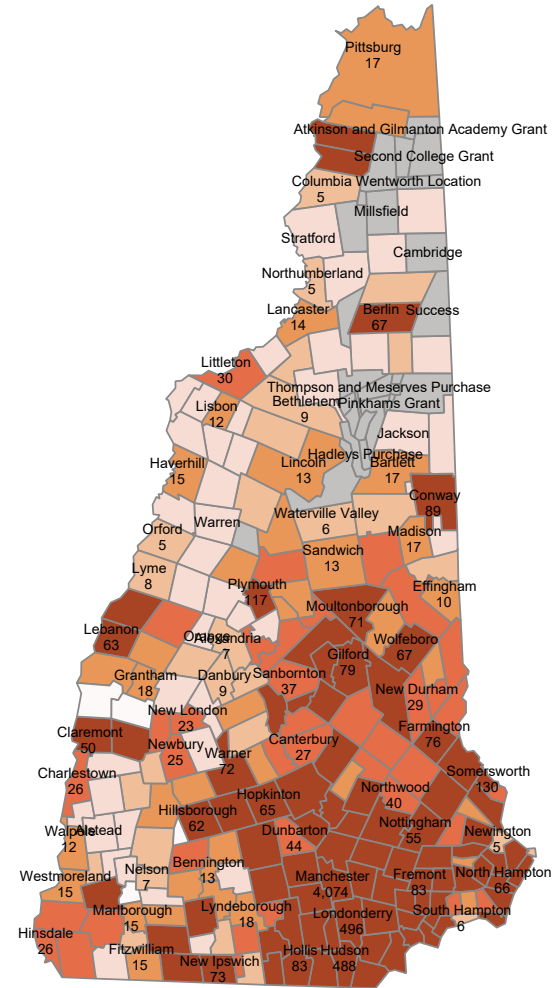 Pittsburg
17
Atkinson and Gilmanton Academy Grant
Second College Grant
Columbia
5
Wentworth Location
Millsfield
Stratford
Cambridge
Northumberland
5
Lancaster
14
Berlin
67
Success
Littleton
30
Thompson and Meserves Purchase
Bethlehem
9
Pinkhams Grant
Lisbon
12
Jackson
Hadleys Purchase
Haverhill
15
Lincoln
13
Bartlett
17
Conway
89
Waterville Valley
6
Warren
Orford
5
Madison
17
Sandwich
13
Lyme
8
Plymouth
117
Effingham
10
Moultonborough
71
Lebanon
63
Orange
Alexandria
7
Wolfeboro
67
Gilford
79
Grantham
18
Danbury
9
Sanbornton
37
New Durham
29
New London
23
Claremont
50
Farmington
76
Newbury
25
Canterbury
27
Warner
72
Charlestown
26
Somersworth
130
Northwood
40
Hopkinton
65
Hillsborough
62
Walpole
12
Alstead
Dunbarton
44
Nottingham
55
Newington
5
Bennington
13
Nelson
7
Westmoreland
15
Manchester
4,074
Fremont
83
North Hampton
66
Marlborough
15
Lyndeborough
18
Londonderry
496
South Hampton
6
Hinsdale
26
Fitzwilliam
15
New Ipswich
73
Hollis
83
Hudson
488